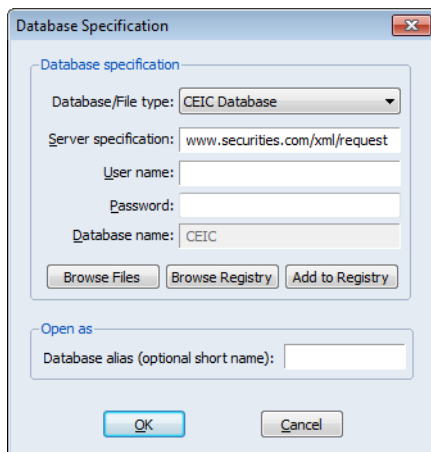 Database Specification
Database specification
Database/File type: CEIC Database
Server specification: www.securities.com/xml/request
User name:
Password:
Database name: CEIC
Browse Files Browse Registry Add to Registry
Open as
Database alias (optional short name):
OK Cancel